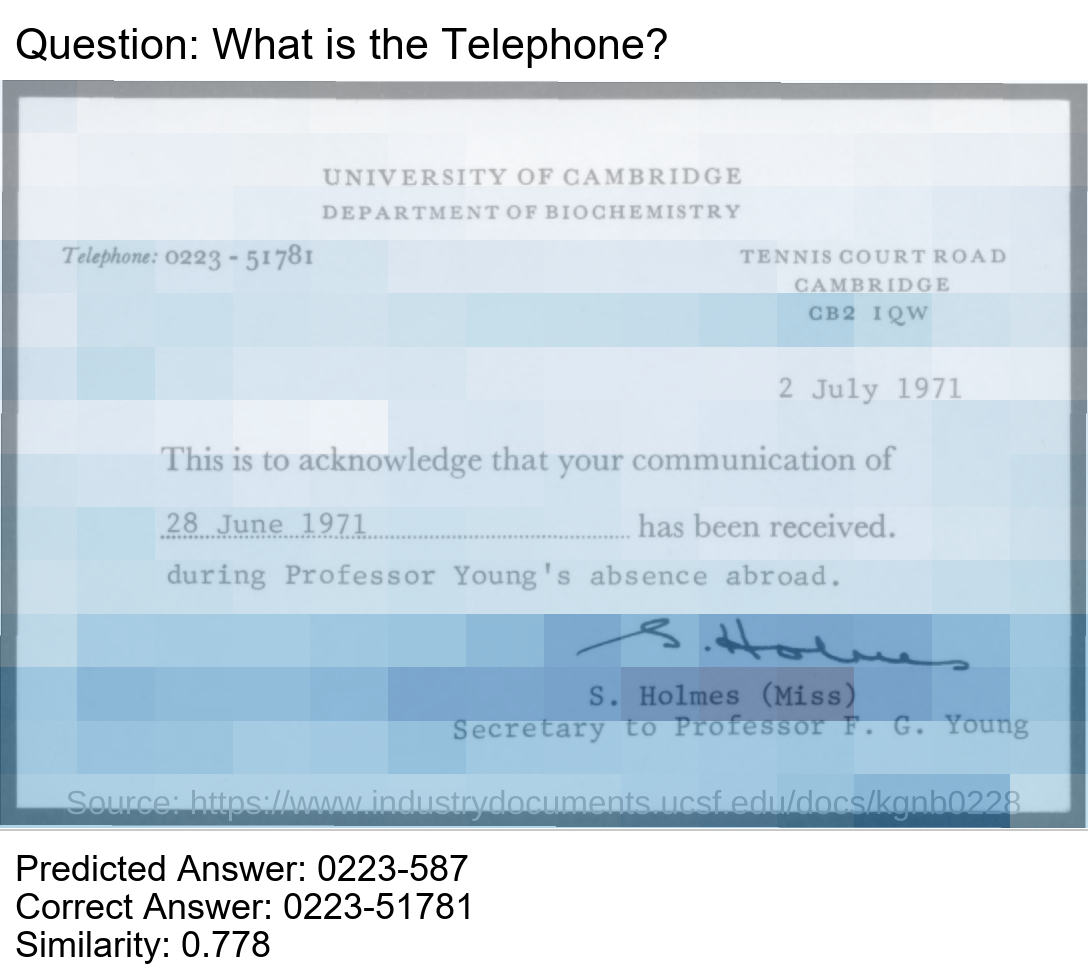 Question: What is the Telephone?
UNIVERSITY OF CAMBRIDGE
DEPARTMENT OF BIOCHEMISTRY
Telephone: 0223 - 51781
TENNIS COURT ROAD
CAMBRIDGE
CB2 1QW
2 July 1971
This is to acknowledge that your communication of
28 June 1971 has been received.
during Professor Young's absence abroad.
S. Holmes
S. Holmes (Miss)
Secretary to Professor F. G. Young
Source: https://www.industrydocuments.ucsf.edu/docs/kgnb0228
Predicted Answer: 0223-587
Correct Answer: 0223-51781
Similarity: 0.778